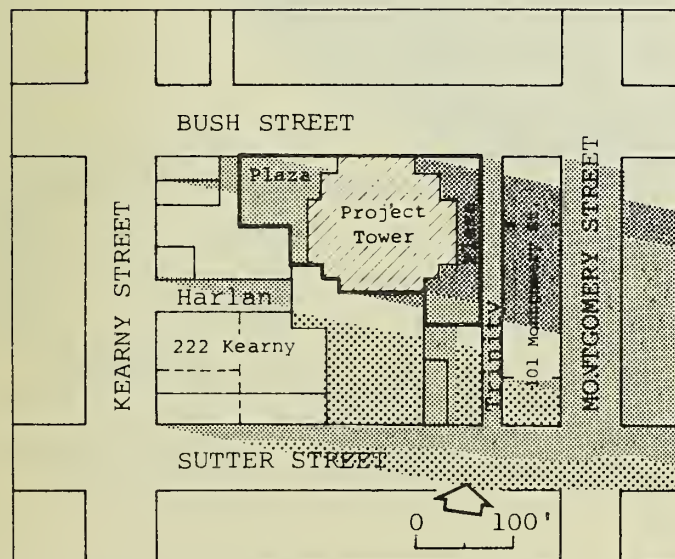 BUSH STREET
Plaza
Project
Tower
Plaza
KEARNY STREET
Harlan
222 Kearny
Trinity
101 Montgomery St.
MONTGOMERY STREET
SUTTER STREET
0 100'